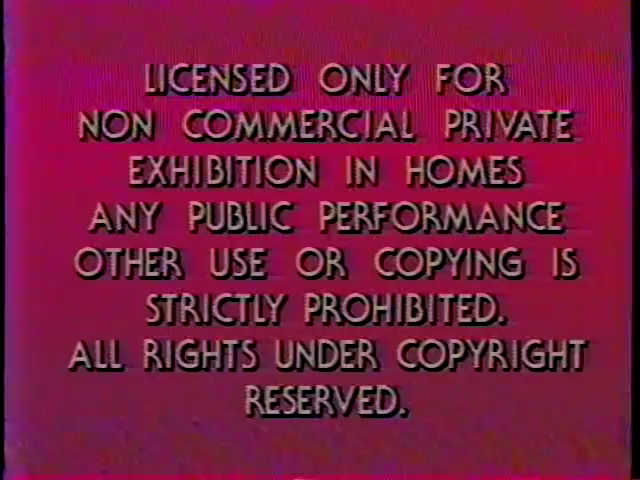 LICENSED ONLY FOR
NON COMMERCIAL PRIVATE
EXHIBITION IN HOMES
ANY PUBLIC PERFORMANCE
OTHER USE OR COPYING IS
STRICTLY PROHIBITED.
ALL RIGHTS UNDER COPYRIGHT
RESERVED.